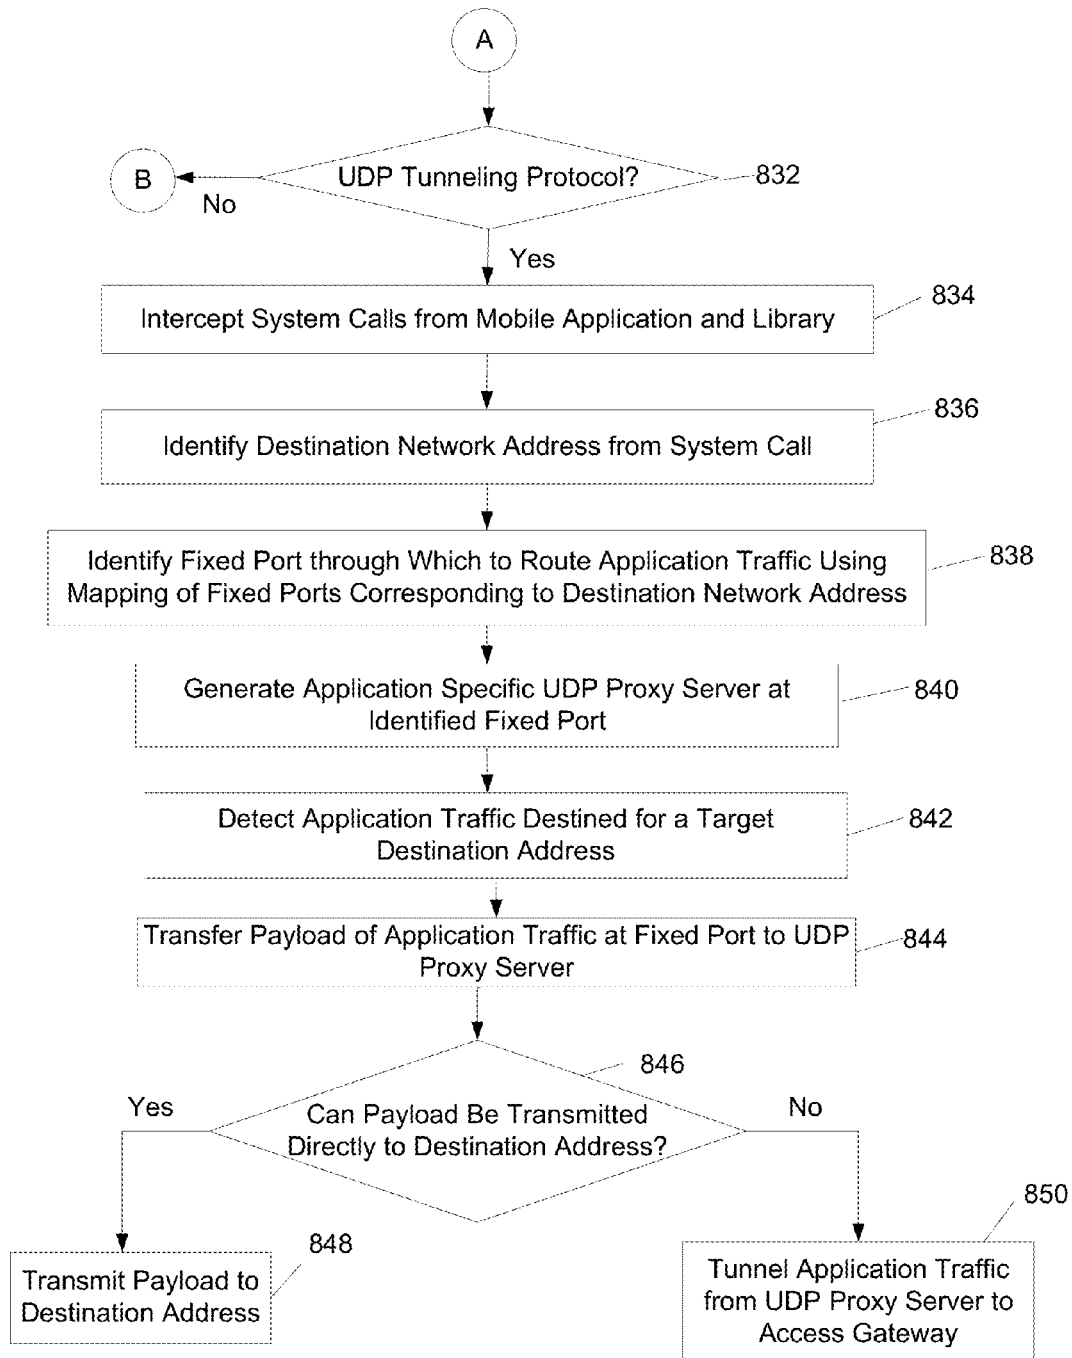 A
UDP Tunneling Protocol?
832
B
No
Yes
834
Intercept System Calls from Mobile Application and Library
836
Identify Destination Network Address from System Call
Identify Fixed Port through Which to Route Application Traffic Using
Mapping of Fixed Ports Corresponding to Destination Network Address
838
Generate Application Specific UDP Proxy Server at
Identified Fixed Port
840
Detect Application Traffic Destined for a Target
Destination Address
842
Transfer Payload of Application Traffic at Fixed Port to UDP
Proxy Server
844
846
Yes
Can Payload Be Transmitted
Directly to Destination Address?
No
848
Transmit Payload to
Destination Address
850
Tunnel Application Traffic
from UDP Proxy Server to
Access Gateway